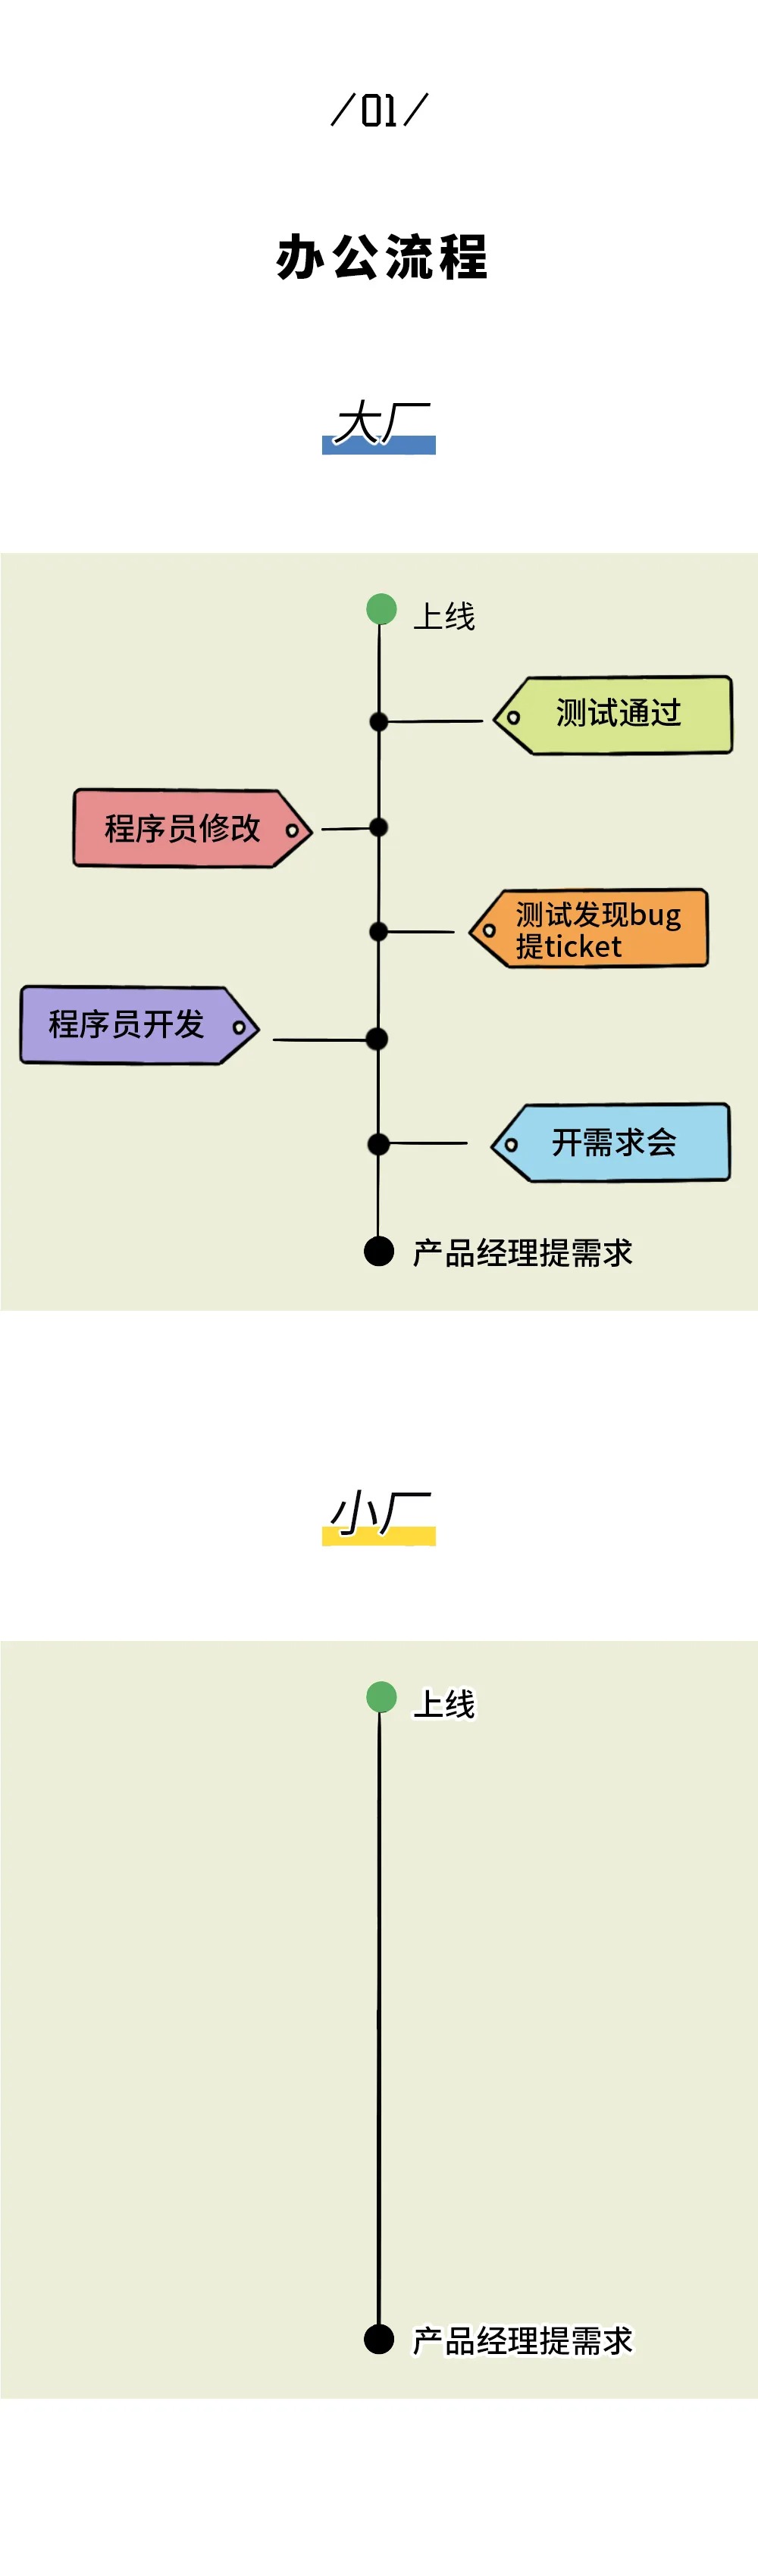 /01/
办公流程
大厂
上线
测试通过
程序员修改
测试发现bug
提ticket
程序员开发
开需求会
产品经理提需求
小厂
上线
产品经理提需求